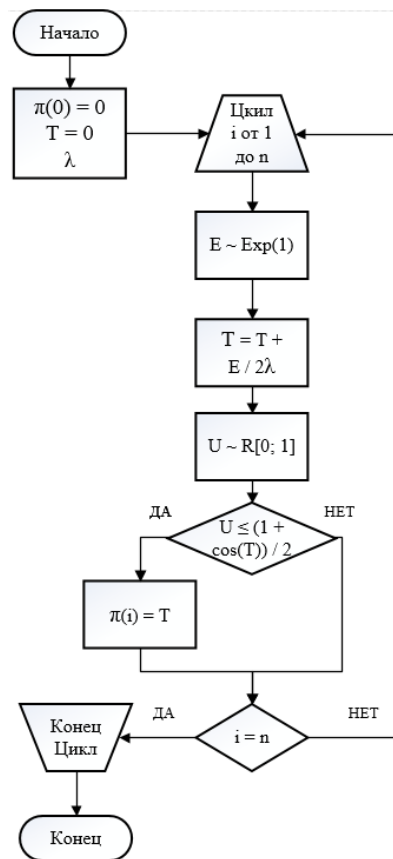 Начало
π(0) = 0
T = 0
λ
Цкил
i от 1
до n
E ~ Exp(1)
T = T +
E / 2λ
U ~ R[0; 1]
ДА
НЕТ
U ≤ (1 +
cos(T)) / 2
π(i) = T
ДА
НЕТ
Конец
Цикл
i = n
Конец